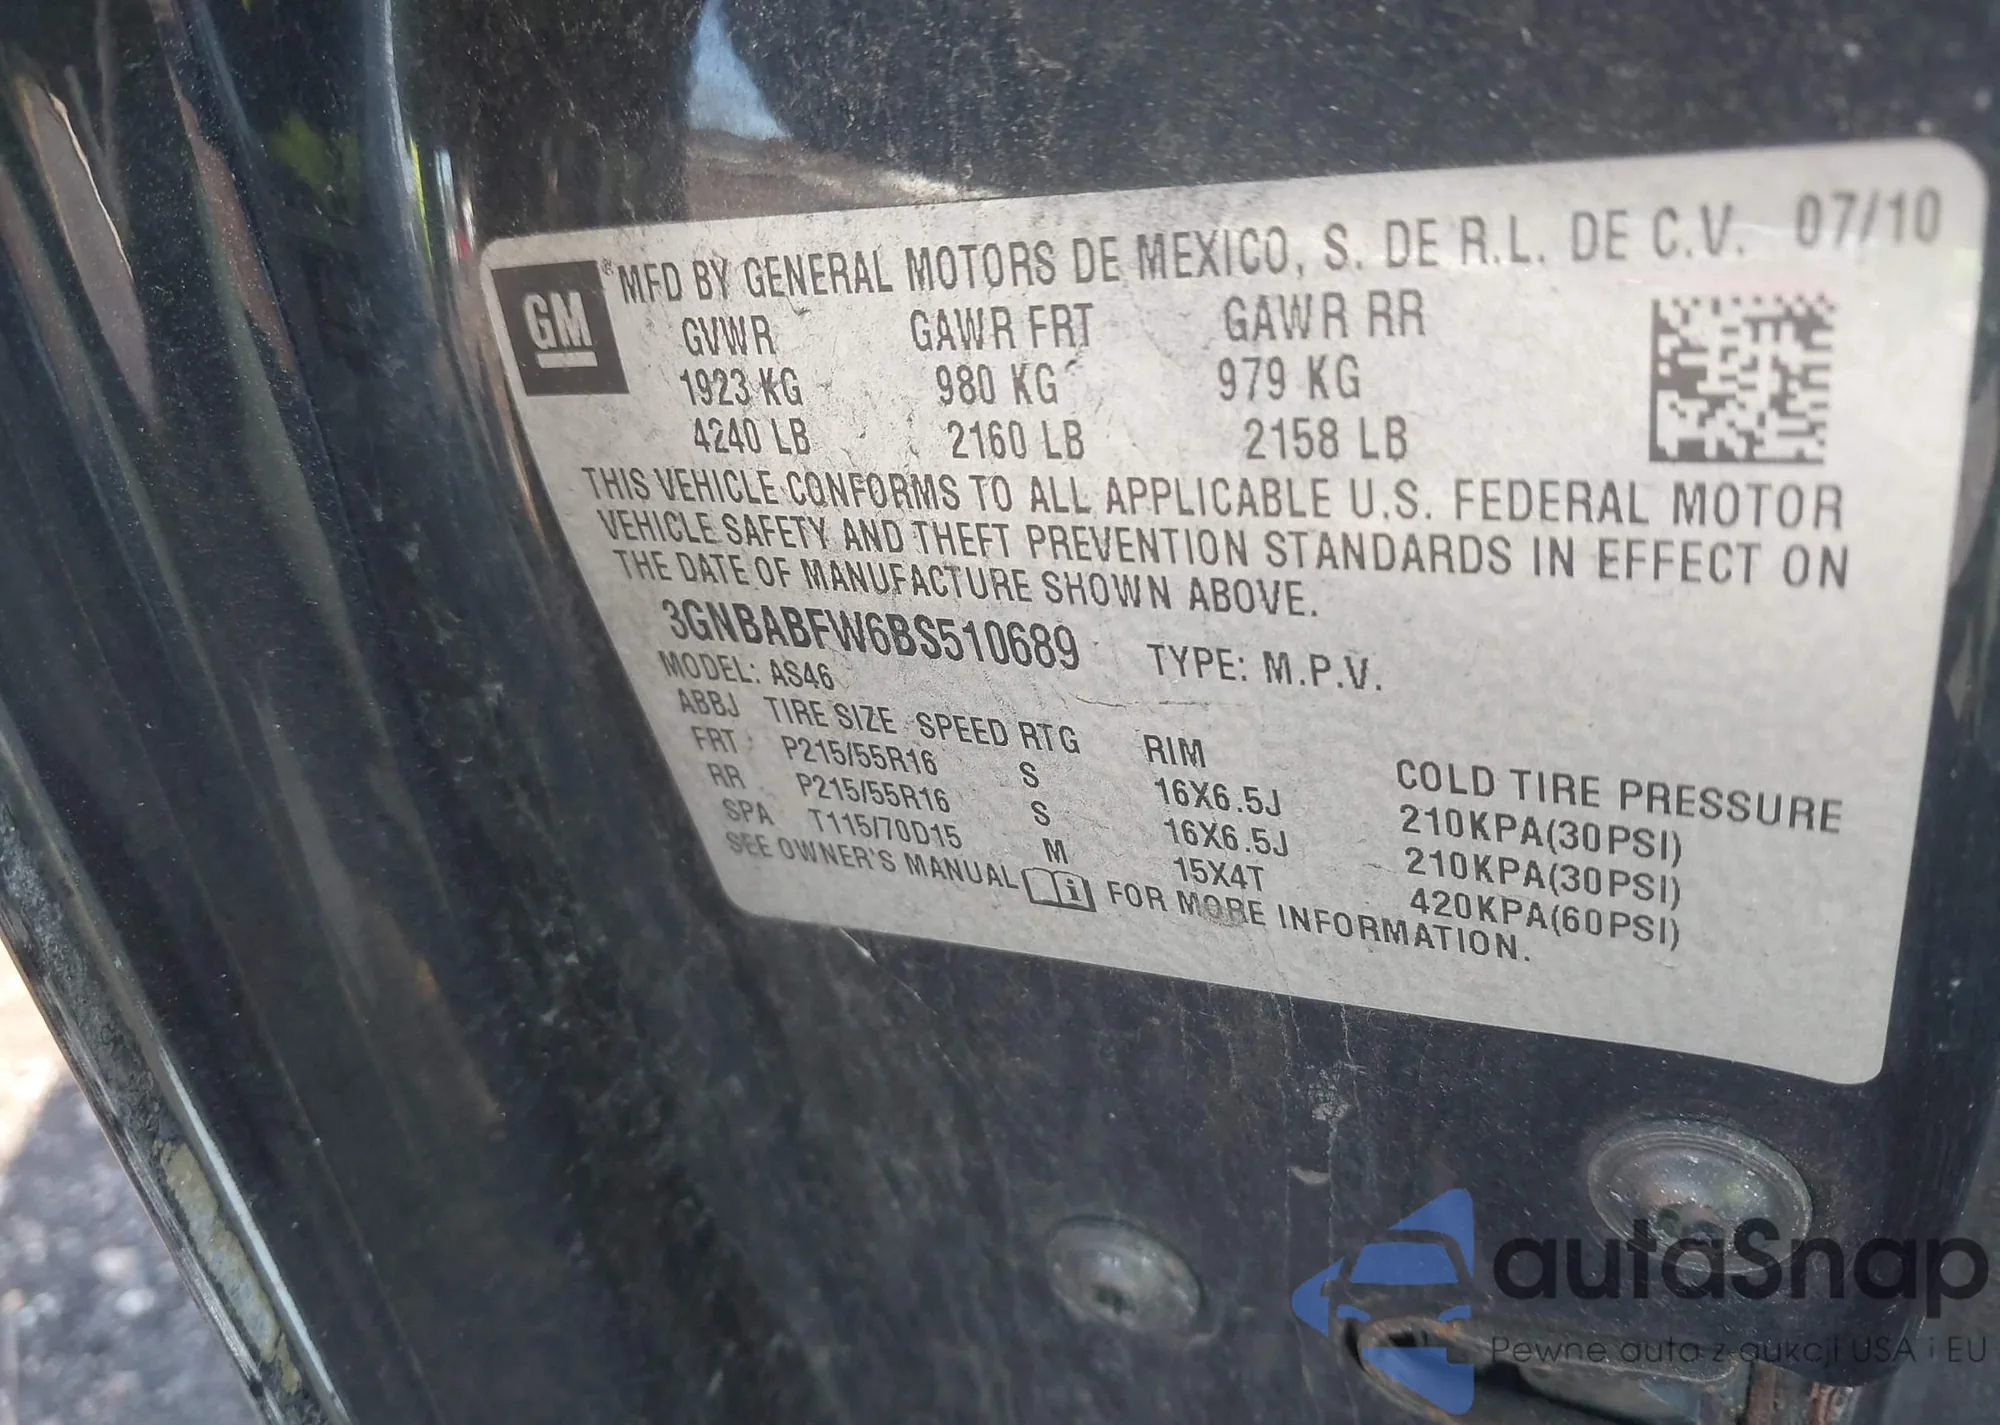 GM
® MFD BY GENERAL MOTORS DE MEXICO, S. DE R.L. DE C.V. 07/10
GVWR GAWR FRT GAWR RR
1923 KG 980 KG 979 KG
4240 LB 2160 LB 2158 LB
THIS VEHICLE CONFORMS TO ALL APPLICABLE U.S. FEDERAL MOTOR
VEHICLE SAFETY AND THEFT PREVENTION STANDARDS IN EFFECT ON
THE DATE OF MANUFACTURE SHOWN ABOVE.
3GNBABFW6BS510689 TYPE: M.P.V.
MODEL: AS46
ABBJ TIRE SIZE SPEED RTG RIM COLD TIRE PRESSURE
FRT P215/55R16 S 16X6.5J 210KPA(30PSI)
RR P215/55R16 S 16X6.5J 210KPA(30PSI)
SPA T115/70D15 M 15X4T 420KPA(60PSI)
SEE OWNER'S MANUAL i FOR MORE INFORMATION.
autaSnap
Pewne auta z aukcji USA i EU